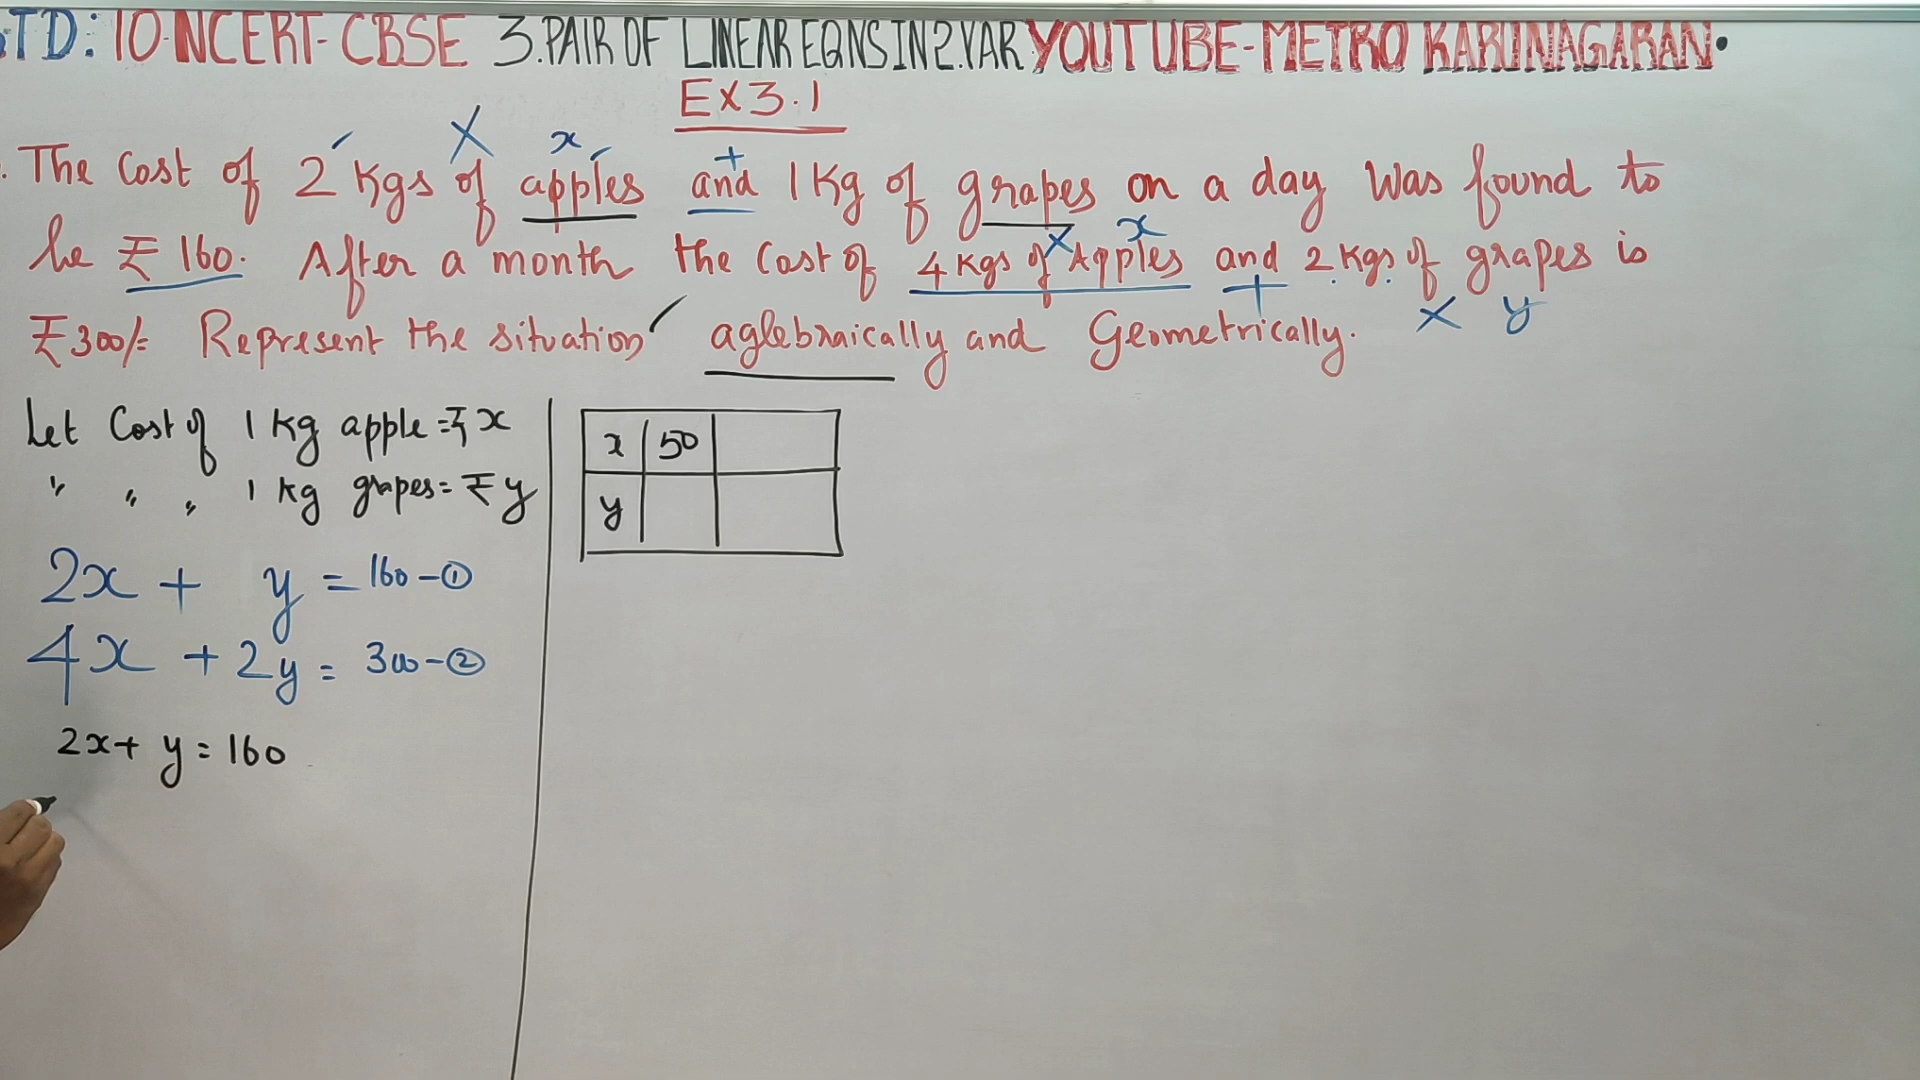 TD: 10-NCERT-CBSE 3.PAIR OF LINEAR EQNS IN 2.VAR YOUTUBE-METRO KARUNAGARAN.
EX 3.1
x
The Cost of 2 kgs of apples and 1 kg of grapes on a day was found to
be ₹ 160. After a month the cost of 4 kgs of Apples and 2 kgs of grapes is
₹300/= Represent the situation aglebraically and Geometrically.
Let Cost of 1 kg apple = ₹ x
" " " 1 kg grapes = ₹ y
2x + y = 160 - ①
4x + 2y = 300 - ②
2x + y = 160
x 50
y